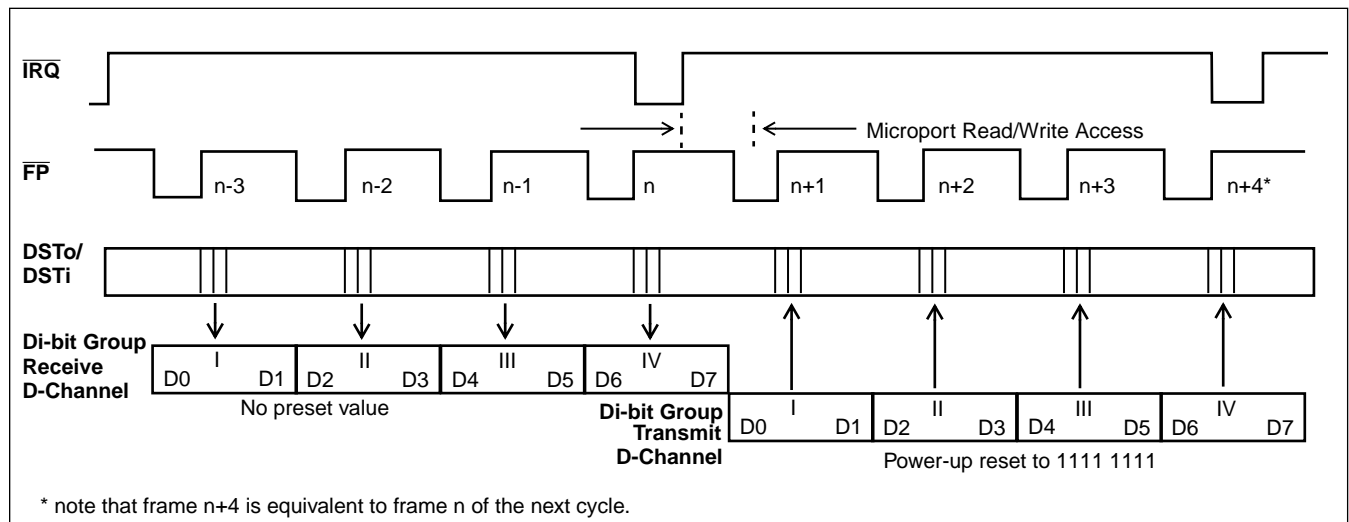 IRQ
Microport Read/Write Access
FP
n-3 n-2 n-1 n n+1 n+2 n+3 n+4*
DSTo/
DSTi
Di-bit Group
Receive
D-Channel
I II III IV
D0 D1 D2 D3 D4 D5 D6 D7
No preset value
Di-bit Group
Transmit
D-Channel
I II III IV
D0 D1 D2 D3 D4 D5 D6 D7
Power-up reset to 1111 1111
* note that frame n+4 is equivalent to frame n of the next cycle.